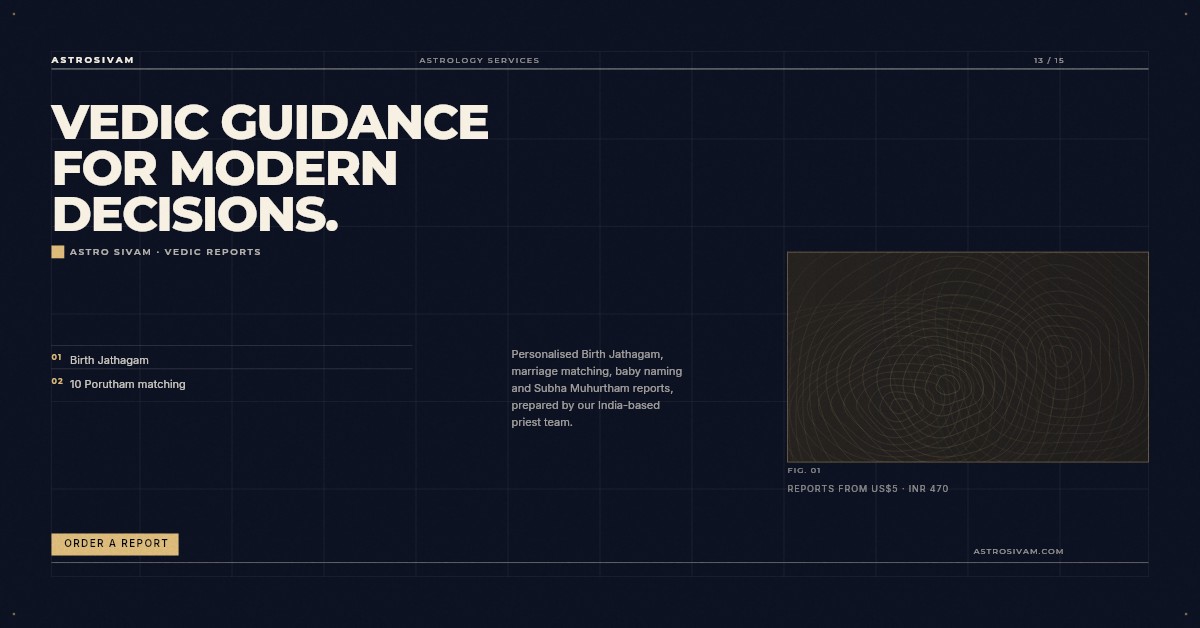 ASTROSIVAM
ASTROLOGY SERVICES
13 / 15
VEDIC GUIDANCE
FOR MODERN
DECISIONS.
ASTRO SIVAM · VEDIC REPORTS
01 Birth Jathagam
02 10 Porutham matching
Personalised Birth Jathagam,
marriage matching, baby naming
and Subha Muhurtham reports,
prepared by our India-based
priest team.
FIG. 01
REPORTS FROM US$5 · INR 470
ORDER A REPORT
ASTROSIVAM.COM